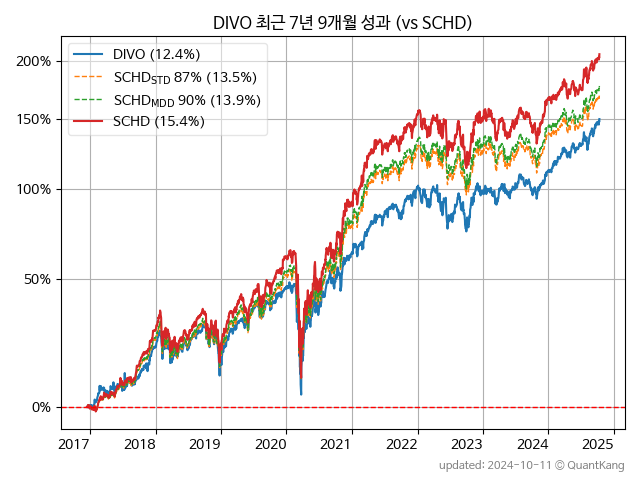 DIVO 최근 7년 9개월 성과 (vs SCHD)
DIVO (12.4%)
SCHD_STD 87% (13.5%)
SCHD_MDD 90% (13.9%)
SCHD (15.4%)
200%
150%
100%
50%
0%
2017 2018 2019 2020 2021 2022 2023 2024 2025
updated: 2024-10-11 © QuantKang